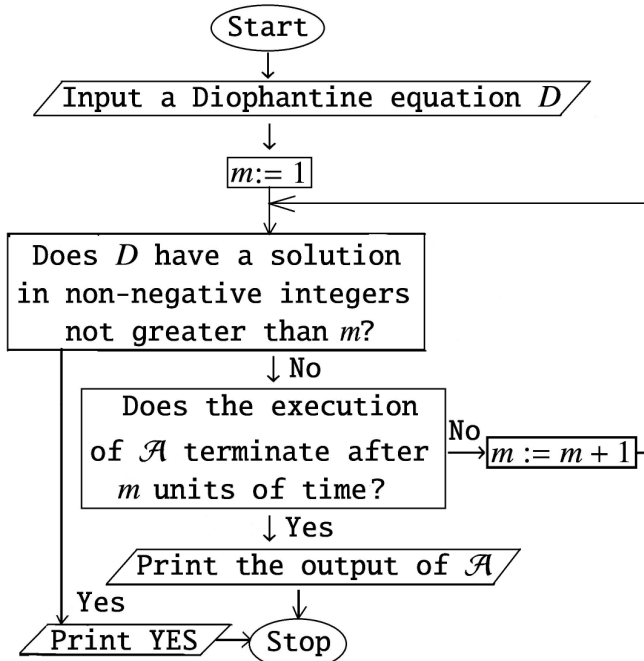 Start
Input a Diophantine equation D
m:= 1
Does D have a solution
in non-negative integers
not greater than m?
No
Does the execution
of 𝒜 terminate after
m units of time?
No
m := m + 1
Yes
Print the output of 𝒜
Yes
Print YES
Stop